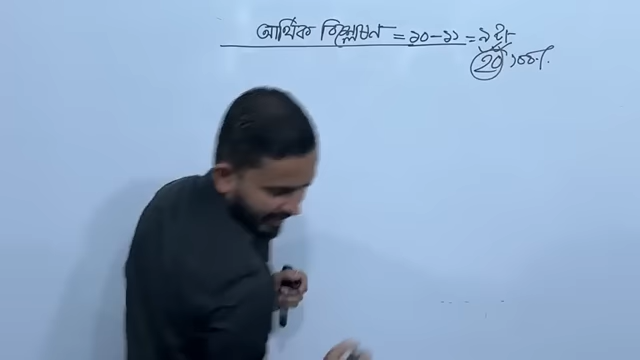 আর্থিক বিশ্লেষণ = ১০-১১ = ২টা
২০ ১০০%